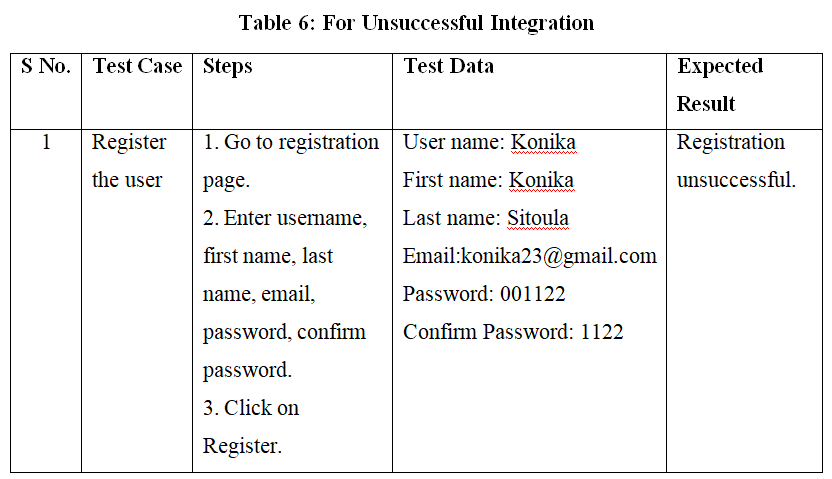 Table 6: For Unsuccessful Integration
S No.
Test Case
Steps
Test Data
Expected
Result
1
Register
the user
1. Go to registration
page.
2. Enter username,
first name, last
name, email,
password, confirm
password.
3. Click on
Register.
User name: Konika
First name: Konika
Last name: Sitoula
Email:konika23@gmail.com
Password: 001122
Confirm Password: 1122
Registration
unsuccessful.